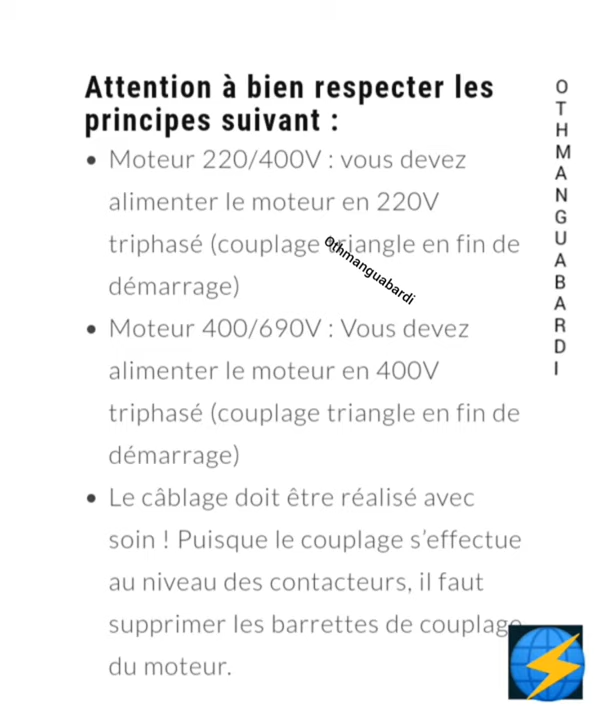 Attention à bien respecter les
principes suivant :
• Moteur 220/400V : vous devez
alimenter le moteur en 220V
triphasé (couplage triangle en fin de
démarrage)
• Moteur 400/690V : Vous devez
alimenter le moteur en 400V
triphasé (couplage triangle en fin de
démarrage)
• Le câblage doit être réalisé avec
soin ! Puisque le couplage s’effectue
au niveau des contacteurs, il faut
supprimer les barrettes de couplage
du moteur.
Othmanguabardi
OTHMANGUABARDI